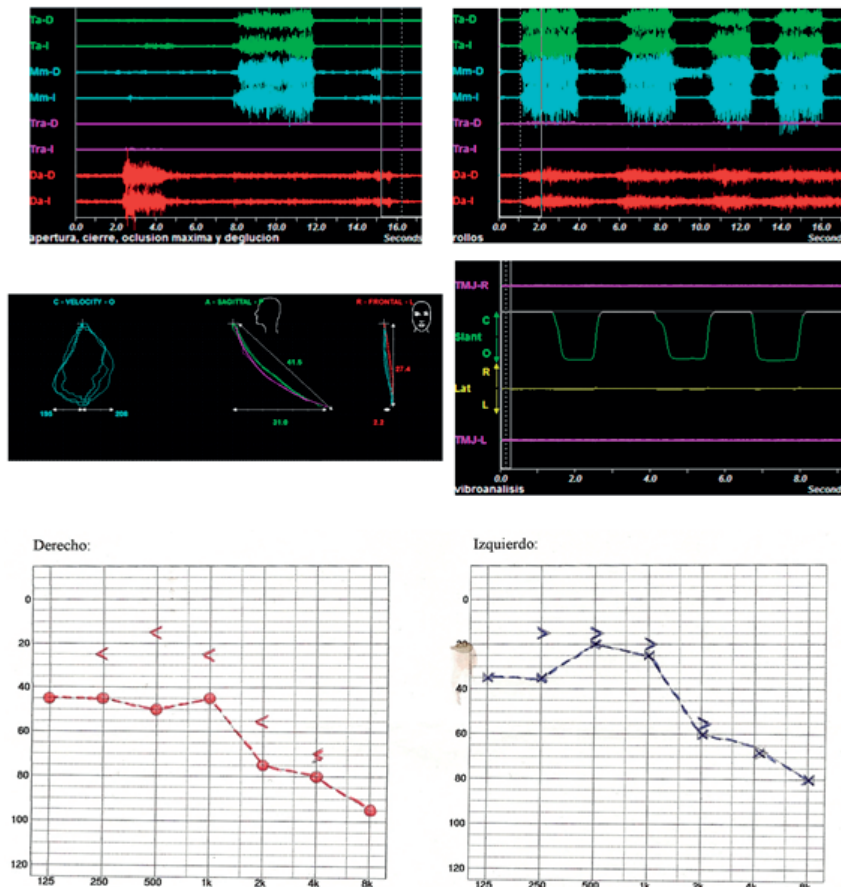 Ta-D
Ta-I
Mm-D
Mm-I
Tra-D
Tra-I
Da-D
Da-I
0.0 2.0 4.0 6.0 8.0 10.0 12.0 14.0 16.0
apertura, cierre, oclusion maxima y deglucion Seconds
Ta-D
Ta-I
Mm-D
Mm-I
Tra-D
Tra-I
Da-D
Da-I
0.0 2.0 4.0 6.0 8.0 10.0 12.0 14.0 16.0
rollos Seconds
C - VELOCITY - O
A - SAGITTAL - P
R - FRONTAL - L
41.5
27.4
200
31.0
2.2
TMJ-R
C
Slant
O
R
Lat
L
TMJ-L
0.0 2.0 4.0 6.0 8.0
vibroanalisis Second
Derecho:
0
20
40
60
80
100
120
125 250 500 1k 2k 4k 8k
Izquierdo:
0
20
40
60
80
100
120
125 250 500 1k 2k 4k 8k